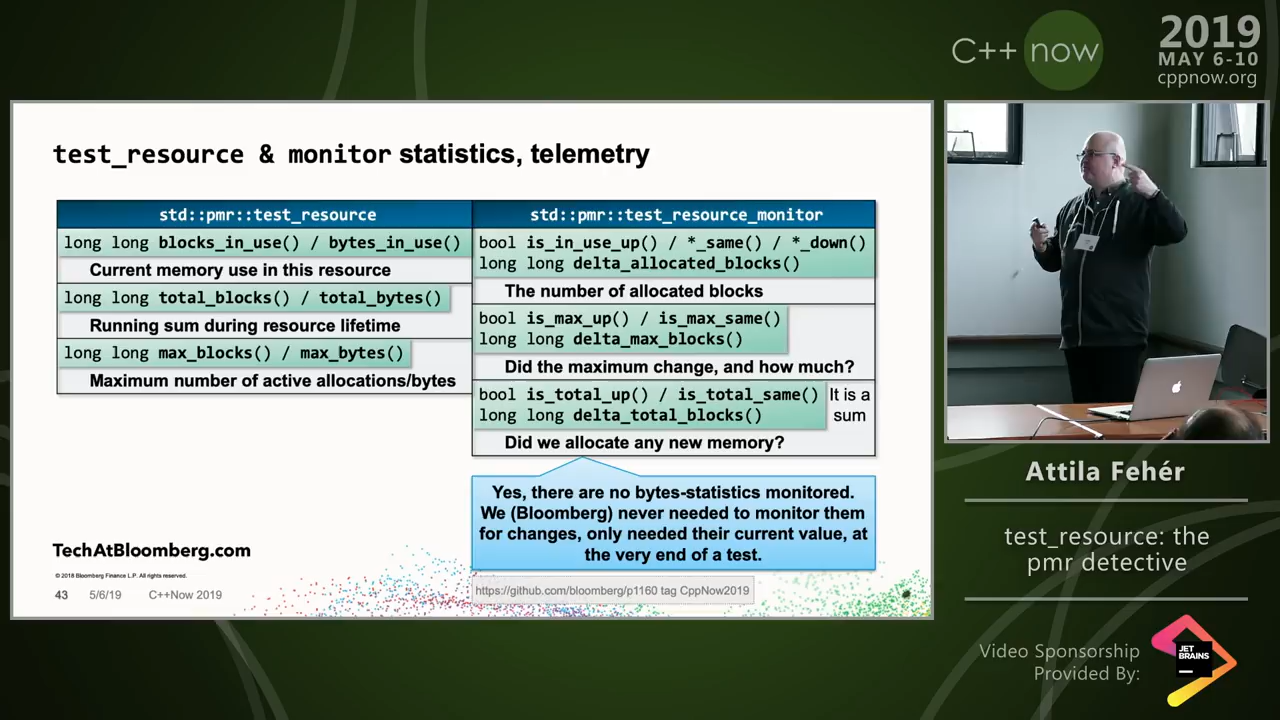 C++ now
2019
MAY 6-10
cppnow.org
test_resource & monitor statistics, telemetry
std::pmr::test_resource
long long blocks_in_use() / bytes_in_use()
Current memory use in this resource
long long total_blocks() / total_bytes()
Running sum during resource lifetime
long long max_blocks() / max_bytes()
Maximum number of active allocations/bytes
std::pmr::test_resource_monitor
bool is_in_use_up() / *_same() / *_down()
long long delta_allocated_blocks()
The number of allocated blocks
bool is_max_up() / is_max_same()
long long delta_max_blocks()
Did the maximum change, and how much?
bool is_total_up() / is_total_same()
long long delta_total_blocks()
It is a
sum
Did we allocate any new memory?
Yes, there are no bytes-statistics monitored.
We (Bloomberg) never needed to monitor them
for changes, only needed their current value, at
the very end of a test.
TechAtBloomberg.com
© 2018 Bloomberg Finance L.P. All rights reserved.
43 5/6/19 C++Now 2019
https://github.com/bloomberg/p1160 tag CppNow2019
Attila Fehér
test_resource: the
pmr detective
Video Sponsorship
Provided By:
JET
BRAINS